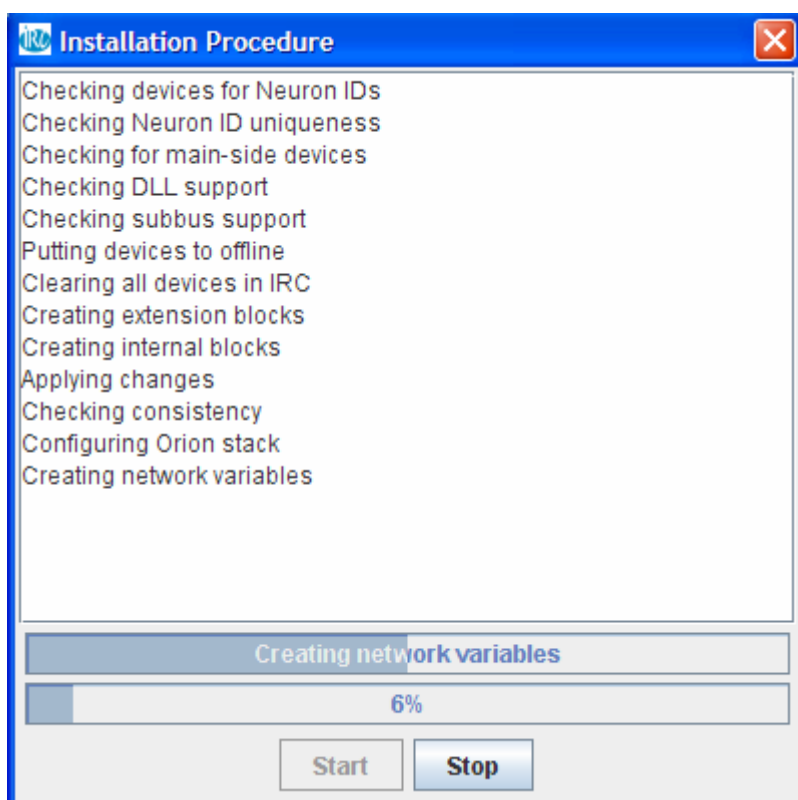 IRC Installation Procedure
Checking devices for Neuron IDs
Checking Neuron ID uniqueness
Checking for main-side devices
Checking DLL support
Checking subbus support
Putting devices to offline
Clearing all devices in IRC
Creating extension blocks
Creating internal blocks
Applying changes
Checking consistency
Configuring Orion stack
Creating network variables
Creating network variables
6%
Start Stop